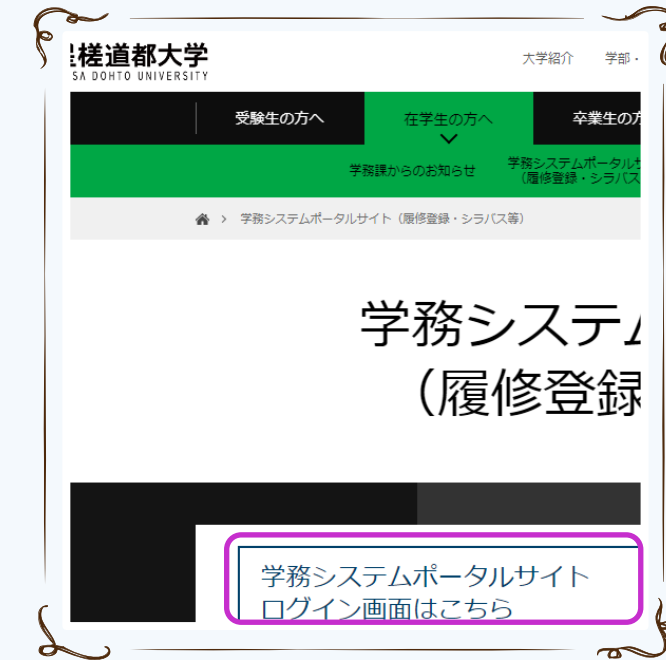 槎道都大学
SA DOHTO UNIVERSITY
大学紹介 学部・
受験生の方へ 在学生の方へ 卒業生の方
学務課からのお知らせ 学務システムポータルサ
（履修登録・シラバス
> 学務システムポータルサイト（履修登録・シラバス等）
学務システム
（履修登録
学務システムポータルサイト
ログイン画面はこちら